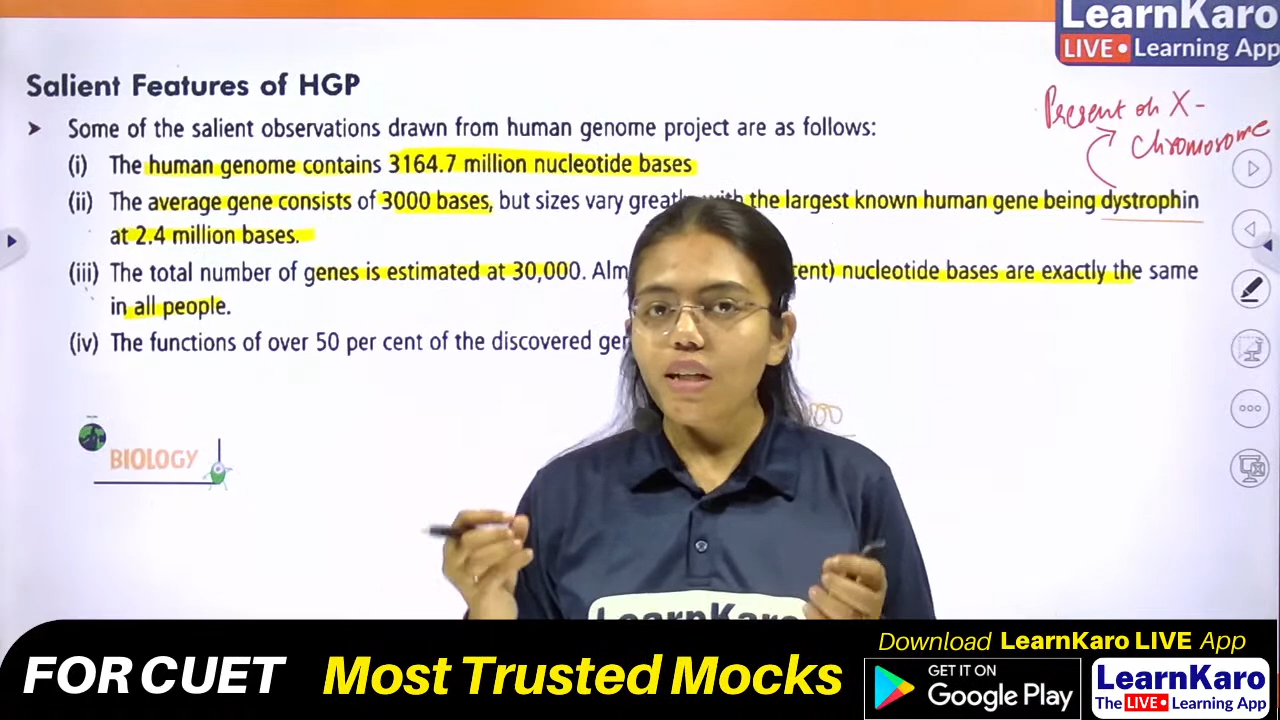 LearnKaro
LIVE • Learning App
Salient Features of HGP
Present on X-
Chromosome
➤ Some of the salient observations drawn from human genome project are as follows:
(i) The human genome contains 3164.7 million nucleotide bases
(ii) The average gene consists of 3000 bases, but sizes vary greatly with the largest known human gene being dystrophin
at 2.4 million bases.
(iii) The total number of genes is estimated at 30,000. nucleotide bases are exactly the same
in all people.
(iv) The functions of over 50 per cent of the discovered
BIOLOGY
LearnKaro
FOR CUET Most Trusted Mocks
Download LearnKaro LIVE App
GET IT ON
Google Play
LearnKaro
The LIVE • Learning App